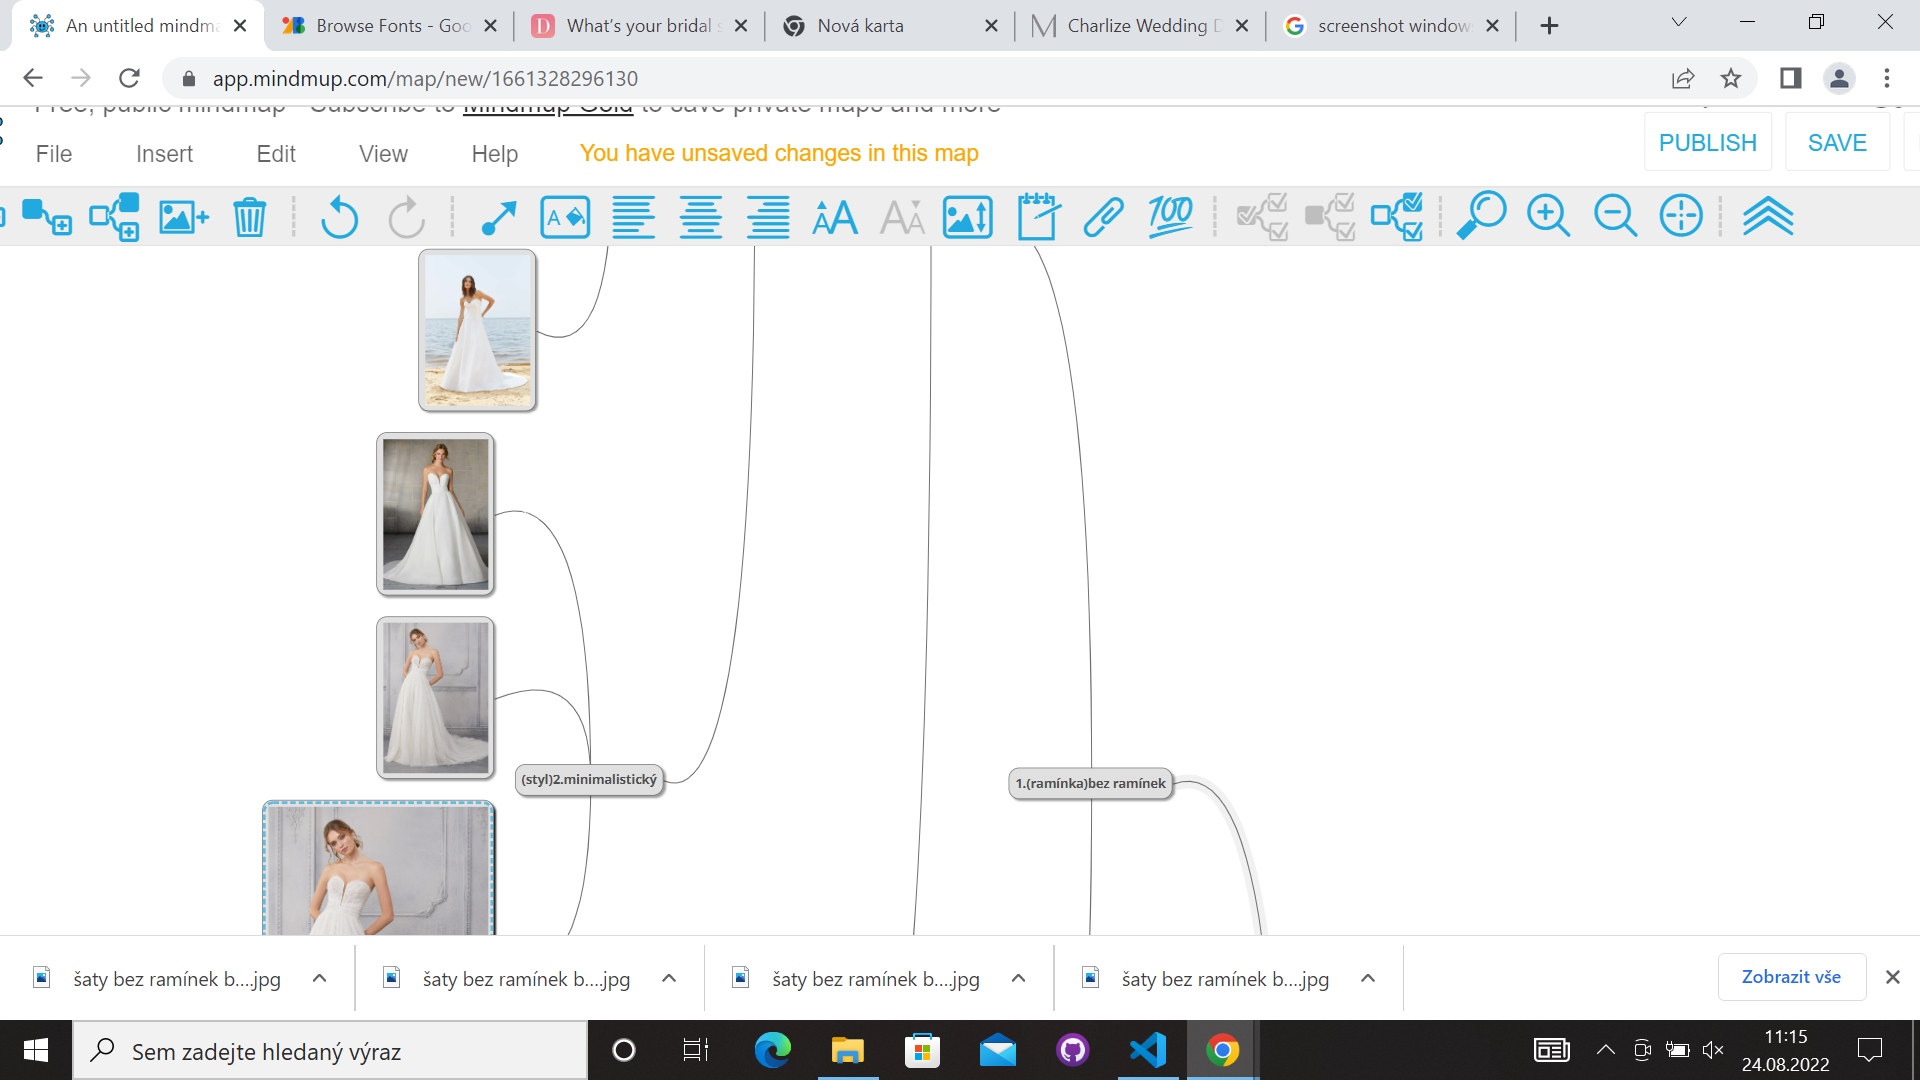 An untitled mindma
Browse Fonts - Goo
What's your bridal s
Nová karta
Charlize Wedding D
screenshot windows
app.mindmup.com/map/new/1661328296130
Free, public mindmap - Subscribe to Mindmup Gold to save private maps and more
File
Insert
Edit
View
Help
You have unsaved changes in this map
PUBLISH
SAVE
A
AA
AA
100
(styl)2.minimalistický
1.(ramínka)bez ramínek
šaty bez ramínek b....jpg
šaty bez ramínek b....jpg
šaty bez ramínek b....jpg
šaty bez ramínek b....jpg
Zobrazit vše
Sem zadejte hledaný výraz
11:15
24.08.2022